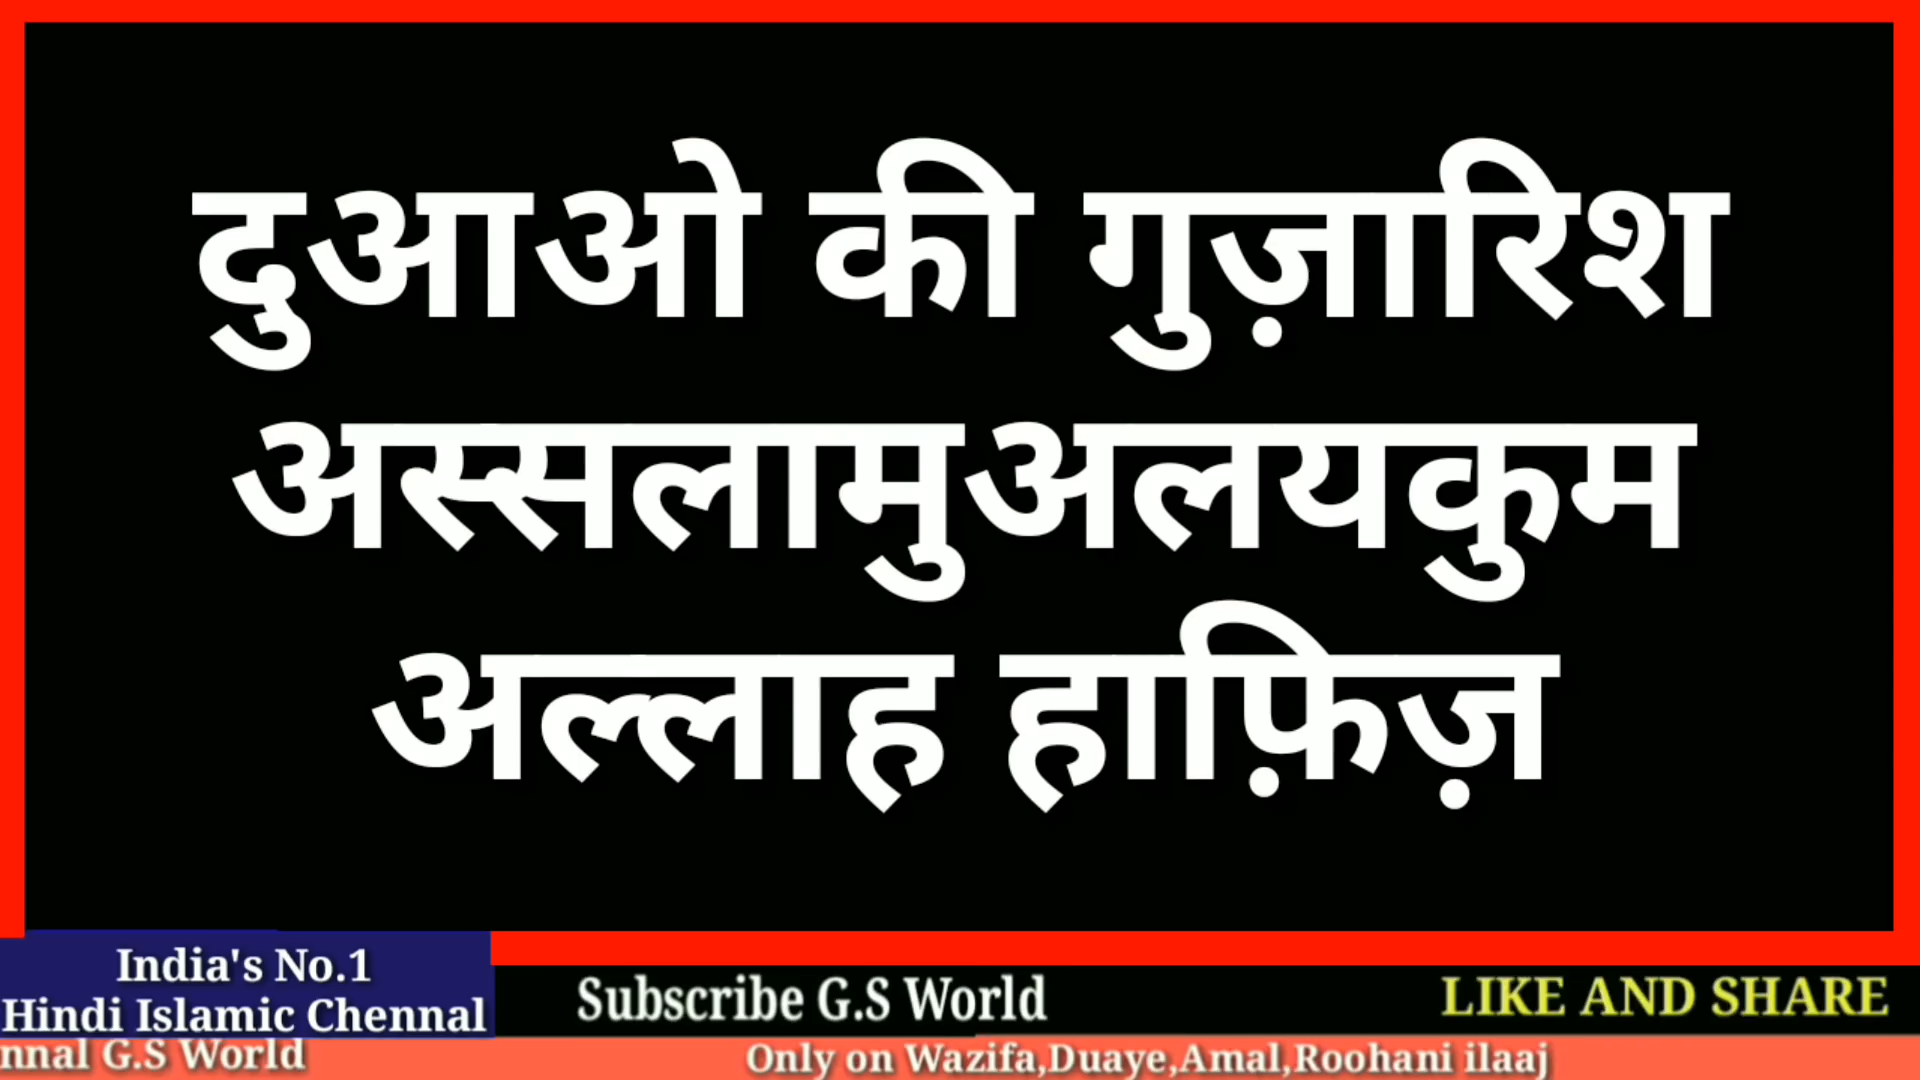 दुआओ की गुज़ारिश
अस्सलामुअलयकुम
अल्लाह हाफ़िज़
India's No.1
Hindi Islamic Chennal
Subscribe G.S World
LIKE AND SHARE
nnal G.S World
Only on Wazifa,Duaye,Amal,Roohani ilaaj